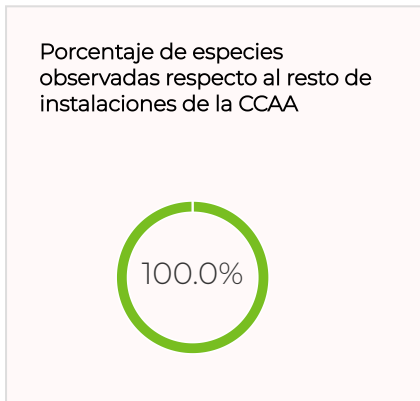 Porcentaje de especies
observadas respecto al resto de
instalaciones de la CCAA
100.0%